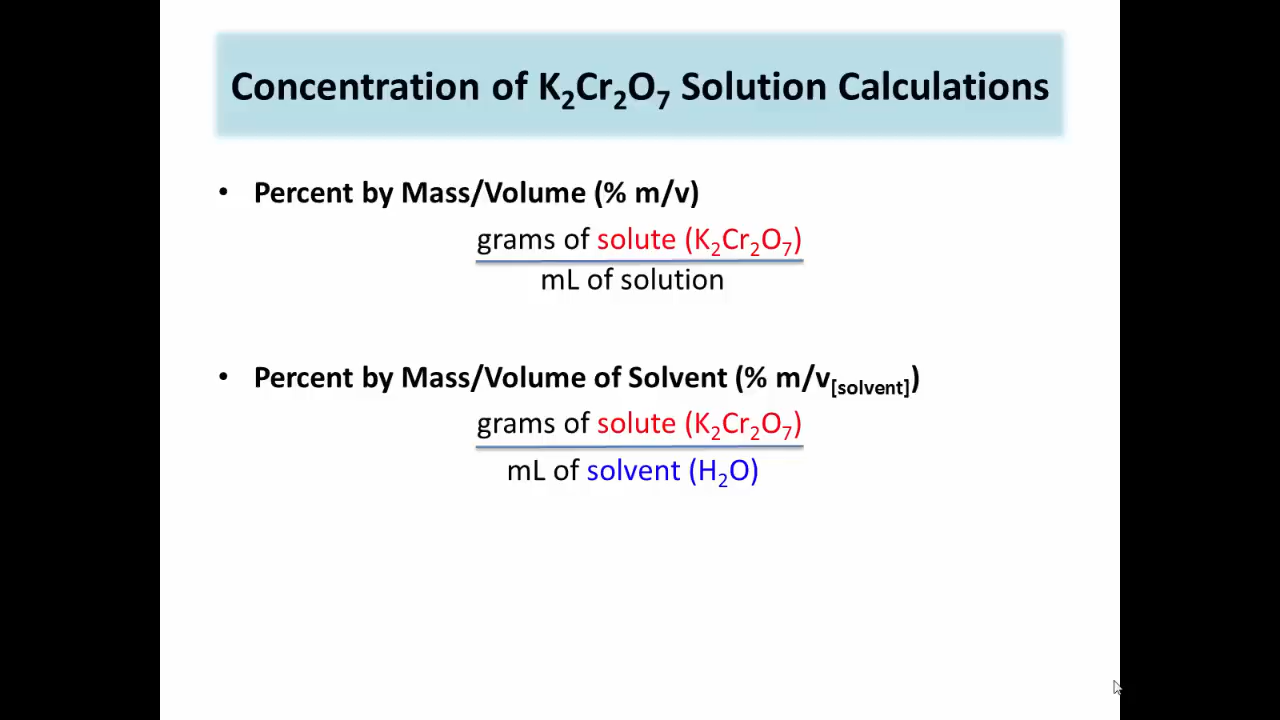 Concentration of K₂Cr₂O₇ Solution Calculations
• Percent by Mass/Volume (% m/v)
grams of solute (K₂Cr₂O₇)
mL of solution
• Percent by Mass/Volume of Solvent (% m/v[solvent])
grams of solute (K₂Cr₂O₇)
mL of solvent (H₂O)